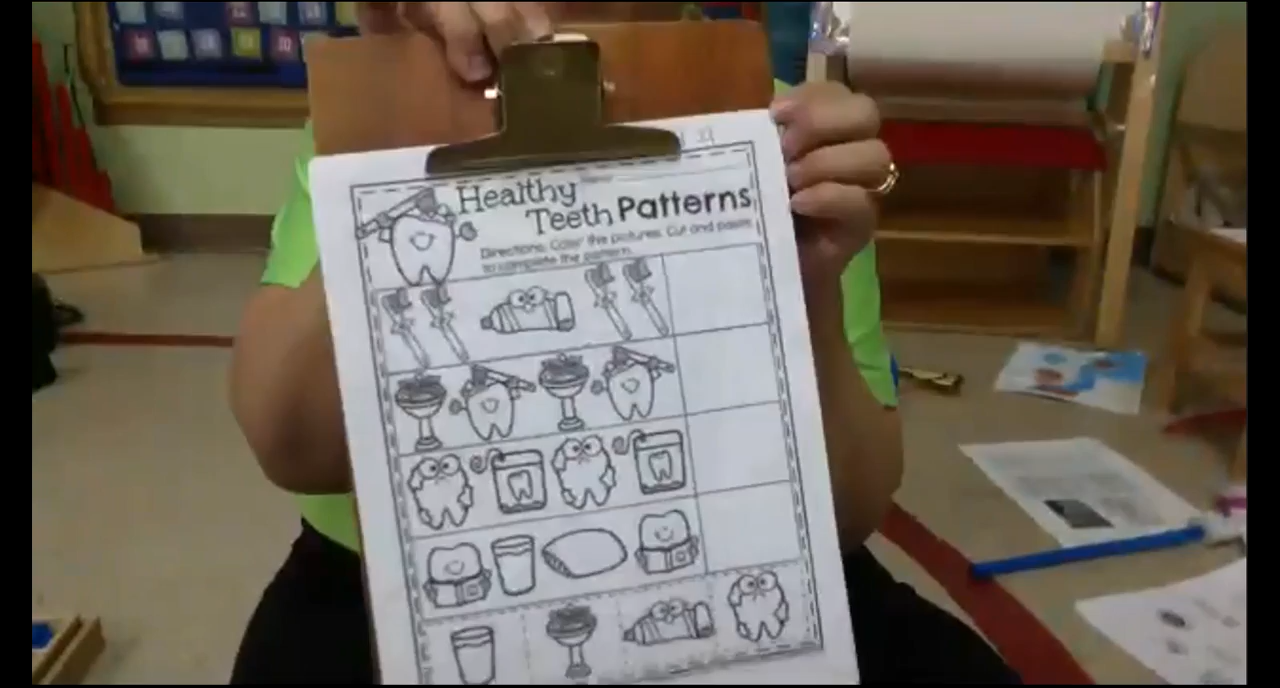 Healthy
Teeth Patterns
Directions: Color the pictures. Cut and paste
to complete the pattern.